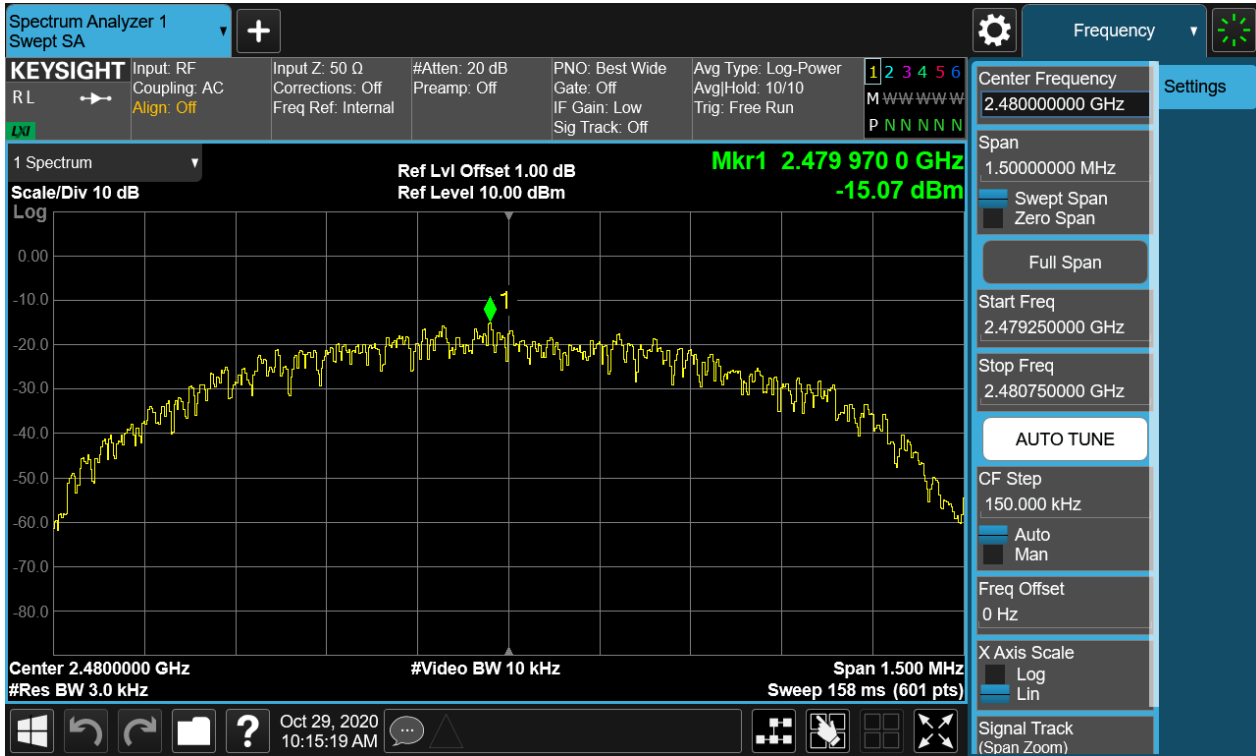 Spectrum Analyzer 1
Swept SA
+
Frequency
KEYSIGHT
R L
LXI
Input: RF
Coupling: AC
Align: Off
Input Z: 50 Ω
Corrections: Off
Freq Ref: Internal
#Atten: 20 dB
Preamp: Off
PNO: Best Wide
Gate: Off
IF Gain: Low
Sig Track: Off
Avg Type: Log-Power
Avg|Hold: 10/10
Trig: Free Run
1 2 3 4 5 6
M W W W W W
P N N N N N
1 Spectrum
Scale/Div 10 dB
Log
Ref Lvl Offset 1.00 dB
Ref Level 10.00 dBm
Mkr1 2.479 970 0 GHz
-15.07 dBm
0.00
-10.0
-20.0
-30.0
-40.0
-50.0
-60.0
-70.0
-80.0
1
Center 2.4800000 GHz
#Res BW 3.0 kHz
#Video BW 10 kHz
Span 1.500 MHz
Sweep 158 ms (601 pts)
?
Oct 29, 2020
10:15:19 AM
Center Frequency
2.480000000 GHz
Span
1.50000000 MHz
Swept Span
Zero Span
Full Span
Start Freq
2.479250000 GHz
Stop Freq
2.480750000 GHz
AUTO TUNE
CF Step
150.000 kHz
Auto
Man
Freq Offset
0 Hz
X Axis Scale
Log
Lin
Signal Track
(Span Zoom)
Settings